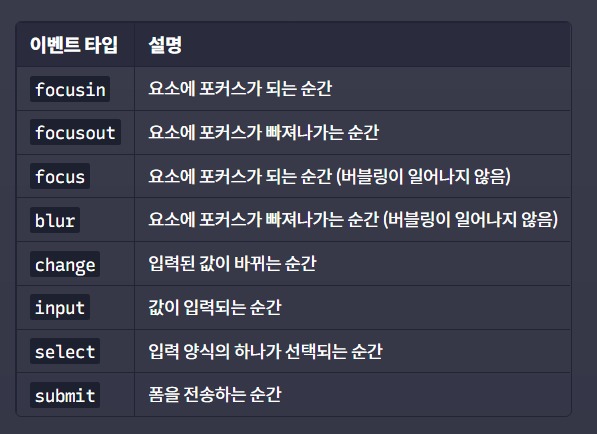 이벤트 타입 설명
focusin 요소에 포커스가 되는 순간
focusout 요소에 포커스가 빠져나가는 순간
focus 요소에 포커스가 되는 순간 (버블링이 일어나지 않음)
blur 요소에 포커스가 빠져나가는 순간 (버블링이 일어나지 않음)
change 입력된 값이 바뀌는 순간
input 값이 입력되는 순간
select 입력 양식의 하나가 선택되는 순간
submit 폼을 전송하는 순간